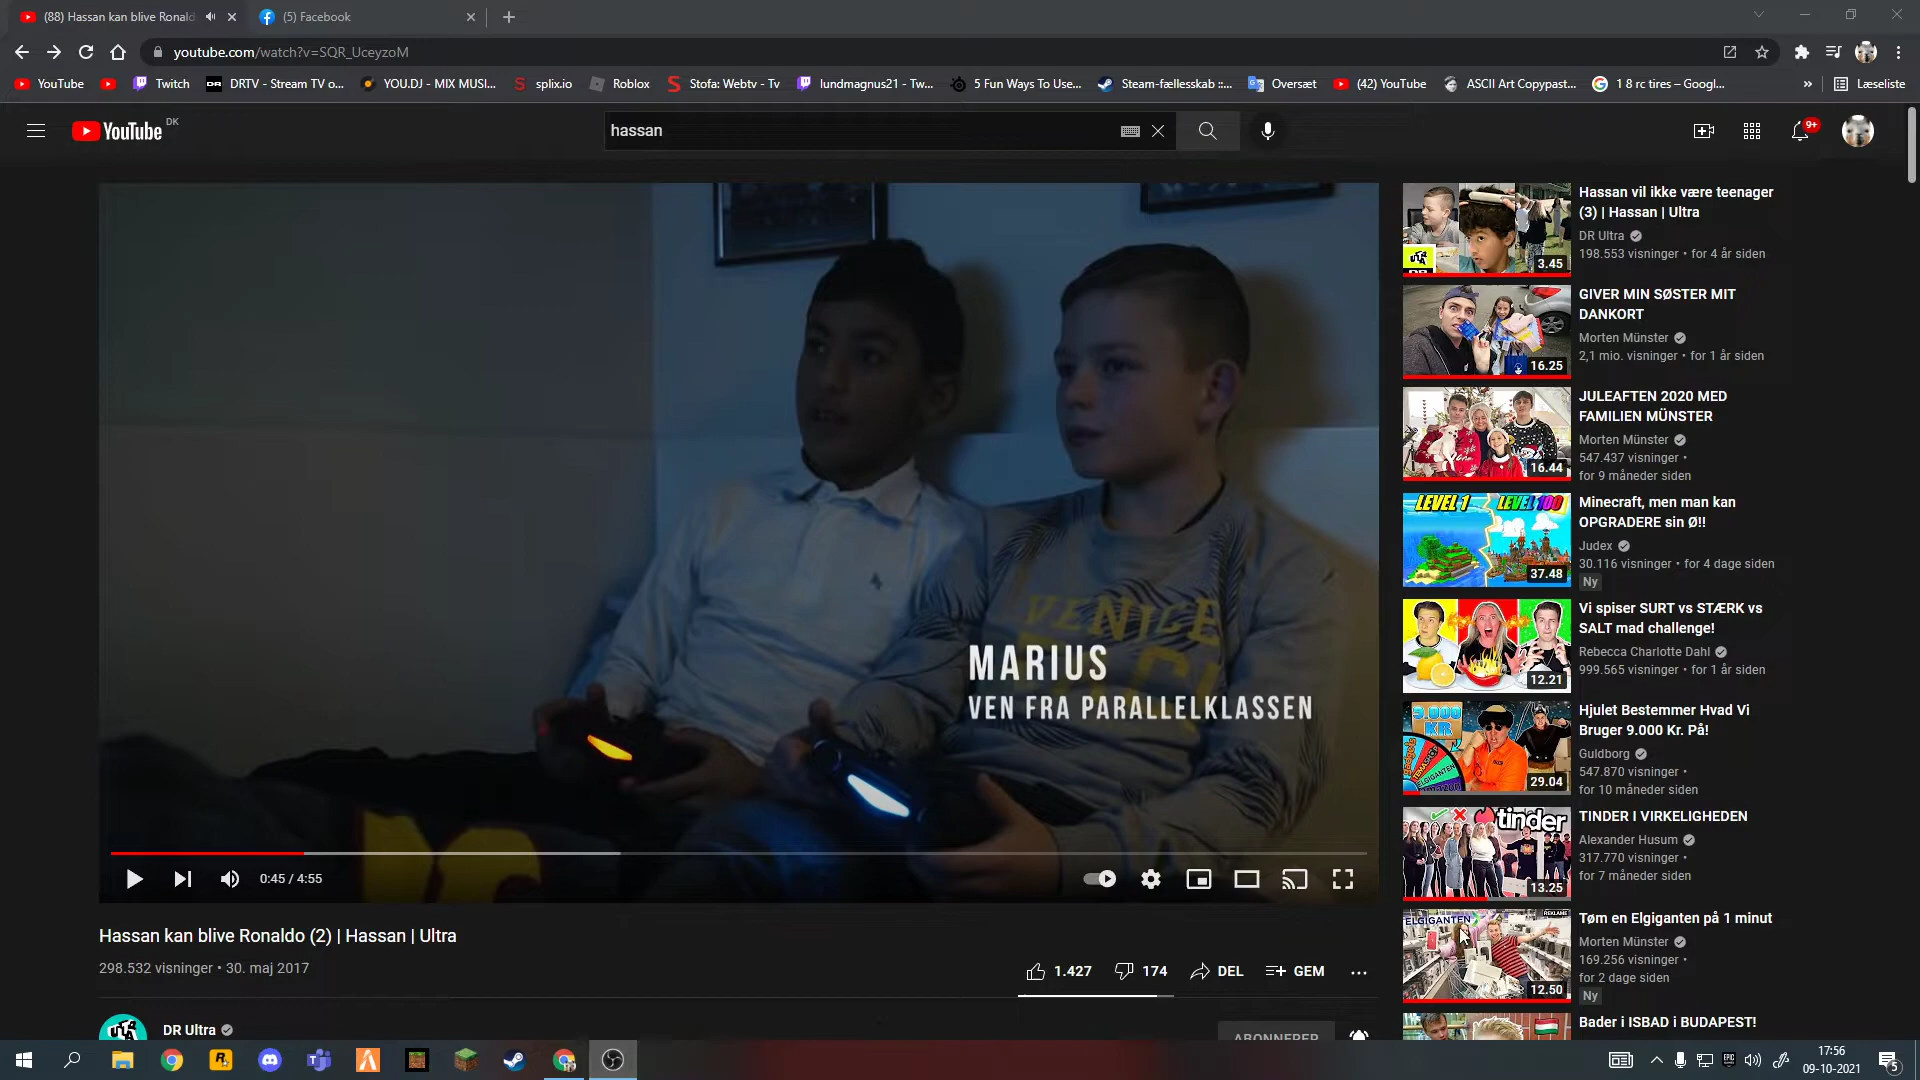 (88) Hassan kan blive Ronald
(5) Facebook
youtube.com/watch?v=SQR_UceyzoM
YouTube
Twitch
DR
DRTV - Stream TV o...
YOU.DJ - MIX MUSI...
splix.io
Roblox
Stofa: Webtv - Tv
lundmagnus21 - Tw...
5 Fun Ways To Use...
Steam-fællesskab ::...
Oversæt
(42) YouTube
ASCII Art Copypast...
1 8 rc tires – Googl...
»
Læseliste
YouTube DK
hassan
9+
MARIUS
VEN FRA PARALLELKLASSEN
VENICE
0:45 / 4:55
Hassan kan blive Ronaldo (2) | Hassan | Ultra
298.532 visninger • 30. maj 2017
1.427
174
DEL
GEM
DR Ultra
ABONNERER
Hassan vil ikke være teenager
(3) | Hassan | Ultra
DR Ultra
198.553 visninger • for 4 år siden
3.45
GIVER MIN SØSTER MIT
DANKORT
Morten Münster
2,1 mio. visninger • for 1 år siden
16.25
JULEAFTEN 2020 MED
FAMILIEN MÜNSTER
Morten Münster
547.437 visninger •
for 9 måneder siden
16.44
LEVEL 1 LEVEL 100
Minecraft, men man kan
OPGRADERE sin Ø!!
Judex
30.116 visninger • for 4 dage siden
Ny
37.48
Vi spiser SURT vs STÆRK vs
SALT mad challenge!
Rebecca Charlotte Dahl
999.565 visninger • for 1 år siden
12.21
9.000
KR
ELGIGANTEN
Hjulet Bestemmer Hvad Vi
Bruger 9.000 Kr. På!
Guldborg
547.870 visninger •
for 10 måneder siden
29.04
tinder
TINDER I VIRKELIGHEDEN
Alexander Husum
317.770 visninger •
for 7 måneder siden
13.25
ELGIGANTEN
REKLAME
Tøm en Elgiganten på 1 minut
Morten Münster
169.256 visninger •
for 2 dage siden
Ny
12.50
Bader i ISBAD i BUDAPEST!
17:56
09-10-2021
5